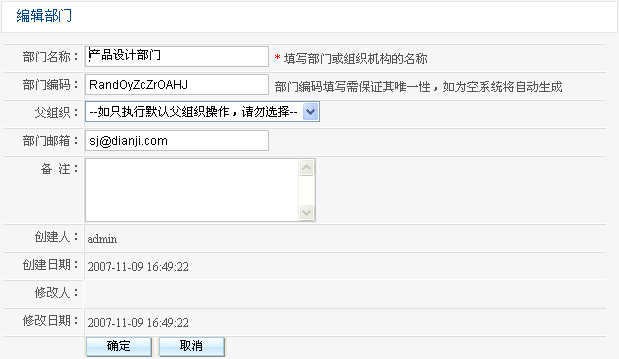 编辑部门
部门名称： 产品设计部门 * 填写部门或组织机构的名称
部门编码： RandOyZcZrOAHJ 部门编码填写需保证其唯一性，如为空系统将自动生成
父组织： --如只执行默认父组织操作，请勿选择--
部门邮箱： sj@dianji.com
备 注：
创建人： admin
创建日期： 2007-11-09 16:49:22
修改人：
修改日期： 2007-11-09 16:49:22
确定 取消